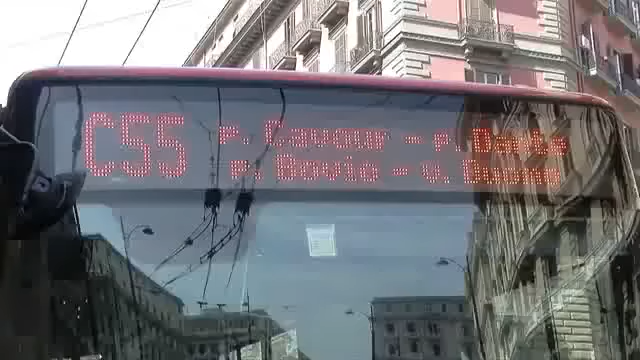 C55
p. Cavour - p. Dante
p. Bovio - v. Duomo